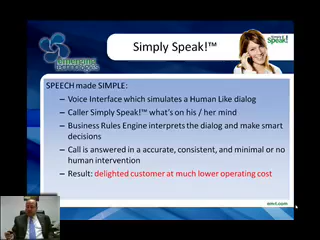 Simply Speak!™
Simply
Speak!
SPEECH made SIMPLE:
– Voice Interface which simulates a Human Like dialog
– Caller Simply Speak!™ what's on his / her mind
– Business Rules Engine interprets the dialog and make smart
decisions
– Call is answered in a accurate, consistent, and minimal or no
human intervention
– Result: delighted customer at much lower operating cost